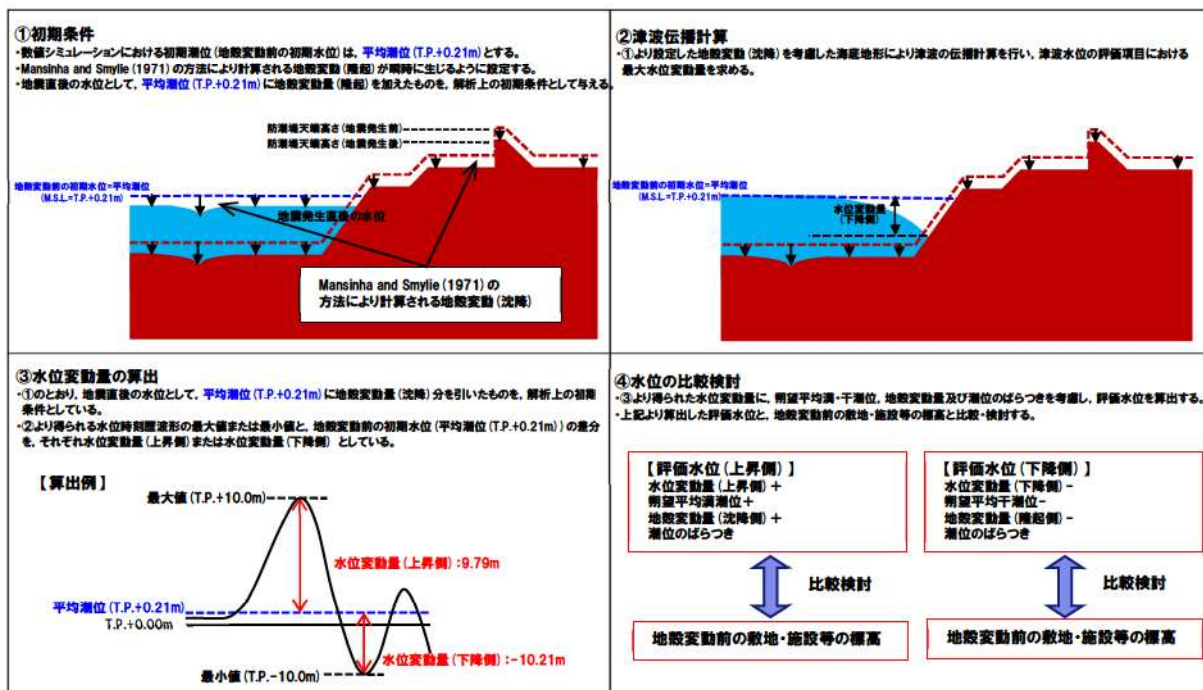 ①初期条件
・数値シミュレーションにおける初期潮位(地殻変動前の初期水位)は，平均潮位(T.P.+0.21m)とする。
・Mansinha and Smylie(1971)の方法により計算される地殻変動(隆起)が瞬時に生じるように設定する。
・地震直後の水位として，平均潮位(T.P.+0.21m)に地殻変動量(隆起)を加えたものを，解析上の初期条件として与える。
防潮堤天端高さ(地震発生前)
防潮堤天端高さ(地震発生後)
地殻変動前の初期水位=平均潮位
(M.S.L.=T.P.+0.21m)
地震発生直後の水位
Mansinha and Smylie(1971)の
方法により計算される地殻変動(沈降)
②津波伝播計算
・①より設定した地殻変動(沈降)を考慮した海底地形により津波の伝播計算を行い，津波水位の評価項目における
最大水位変動量を求める。
地殻変動前の初期水位=平均潮位
(M.S.L.=T.P.+0.21m)
水位変動量
(下降側)
③水位変動量の算出
・①のとおり，地震直後の水位として，平均潮位(T.P.+0.21m)に地殻変動量(沈降)分を引いたものを，解析上の初期
条件としている。
・②より得られる水位時刻歴波形の最大値または最小値と，地殻変動前の初期水位(平均潮位(T.P.+0.21m))の差分
を，それぞれ水位変動量(上昇側)または水位変動量(下降側)としている。
【算出例】
最大値(T.P.+10.0m)
水位変動量(上昇側):9.79m
平均潮位(T.P.+0.21m)
T.P.+0.00m
水位変動量(下降側):-10.21m
最小値(T.P.-10.0m)
④水位の比較検討
・③より得られた水位変動量に，朔望平均満・干潮位，地殻変動量及び潮位のばらつきを考慮し，評価水位を算出する。
・上記より算出した評価水位と，地殻変動前の敷地・施設等の標高と比較・検討する。
【評価水位(上昇側)】
水位変動量(上昇側)+
朔望平均満潮位+
地殻変動量(沈降側)+
潮位のばらつき
比較検討
地殻変動前の敷地・施設等の標高
【評価水位(下降側)】
水位変動量(下降側)-
朔望平均干潮位-
地殻変動量(隆起側)-
潮位のばらつき
比較検討
地殻変動前の敷地・施設等の標高